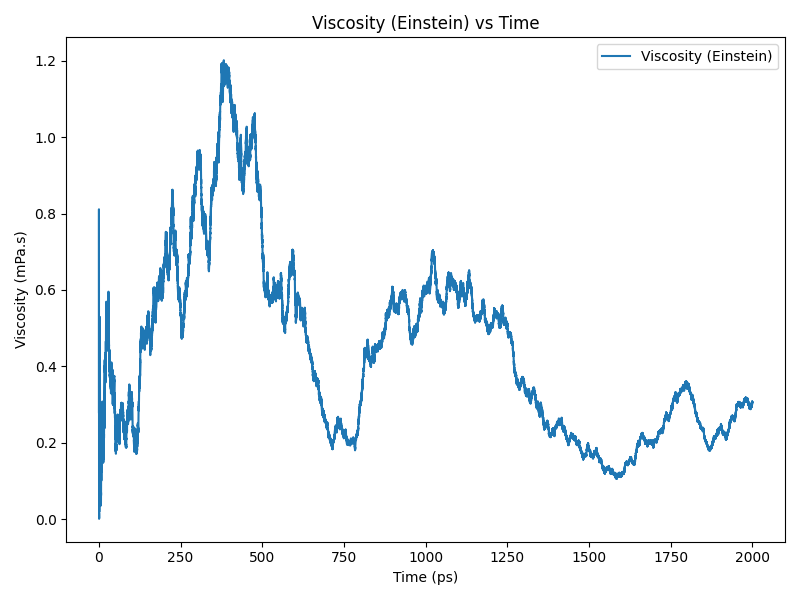 Viscosity (Einstein) vs Time
Viscosity (Einstein)
Viscosity (mPa.s)
1.2
1.0
0.8
0.6
0.4
0.2
0.0
0 250 500 750 1000 1250 1500 1750 2000
Time (ps)